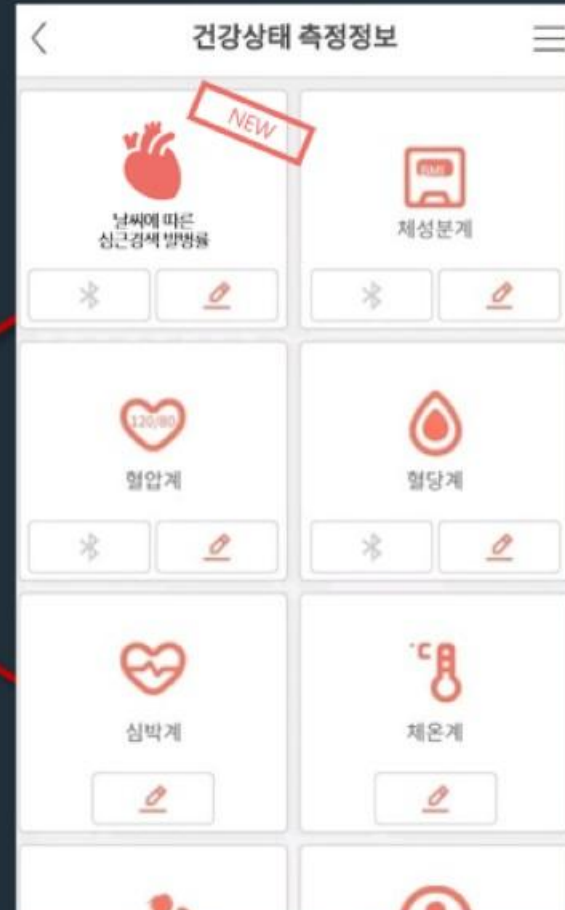 건강상태 측정정보
NEW
날씨에 따른
심근경색 발병률
BMI
체성분계
120/80
혈압계
혈당계
심박계
°C
체온계